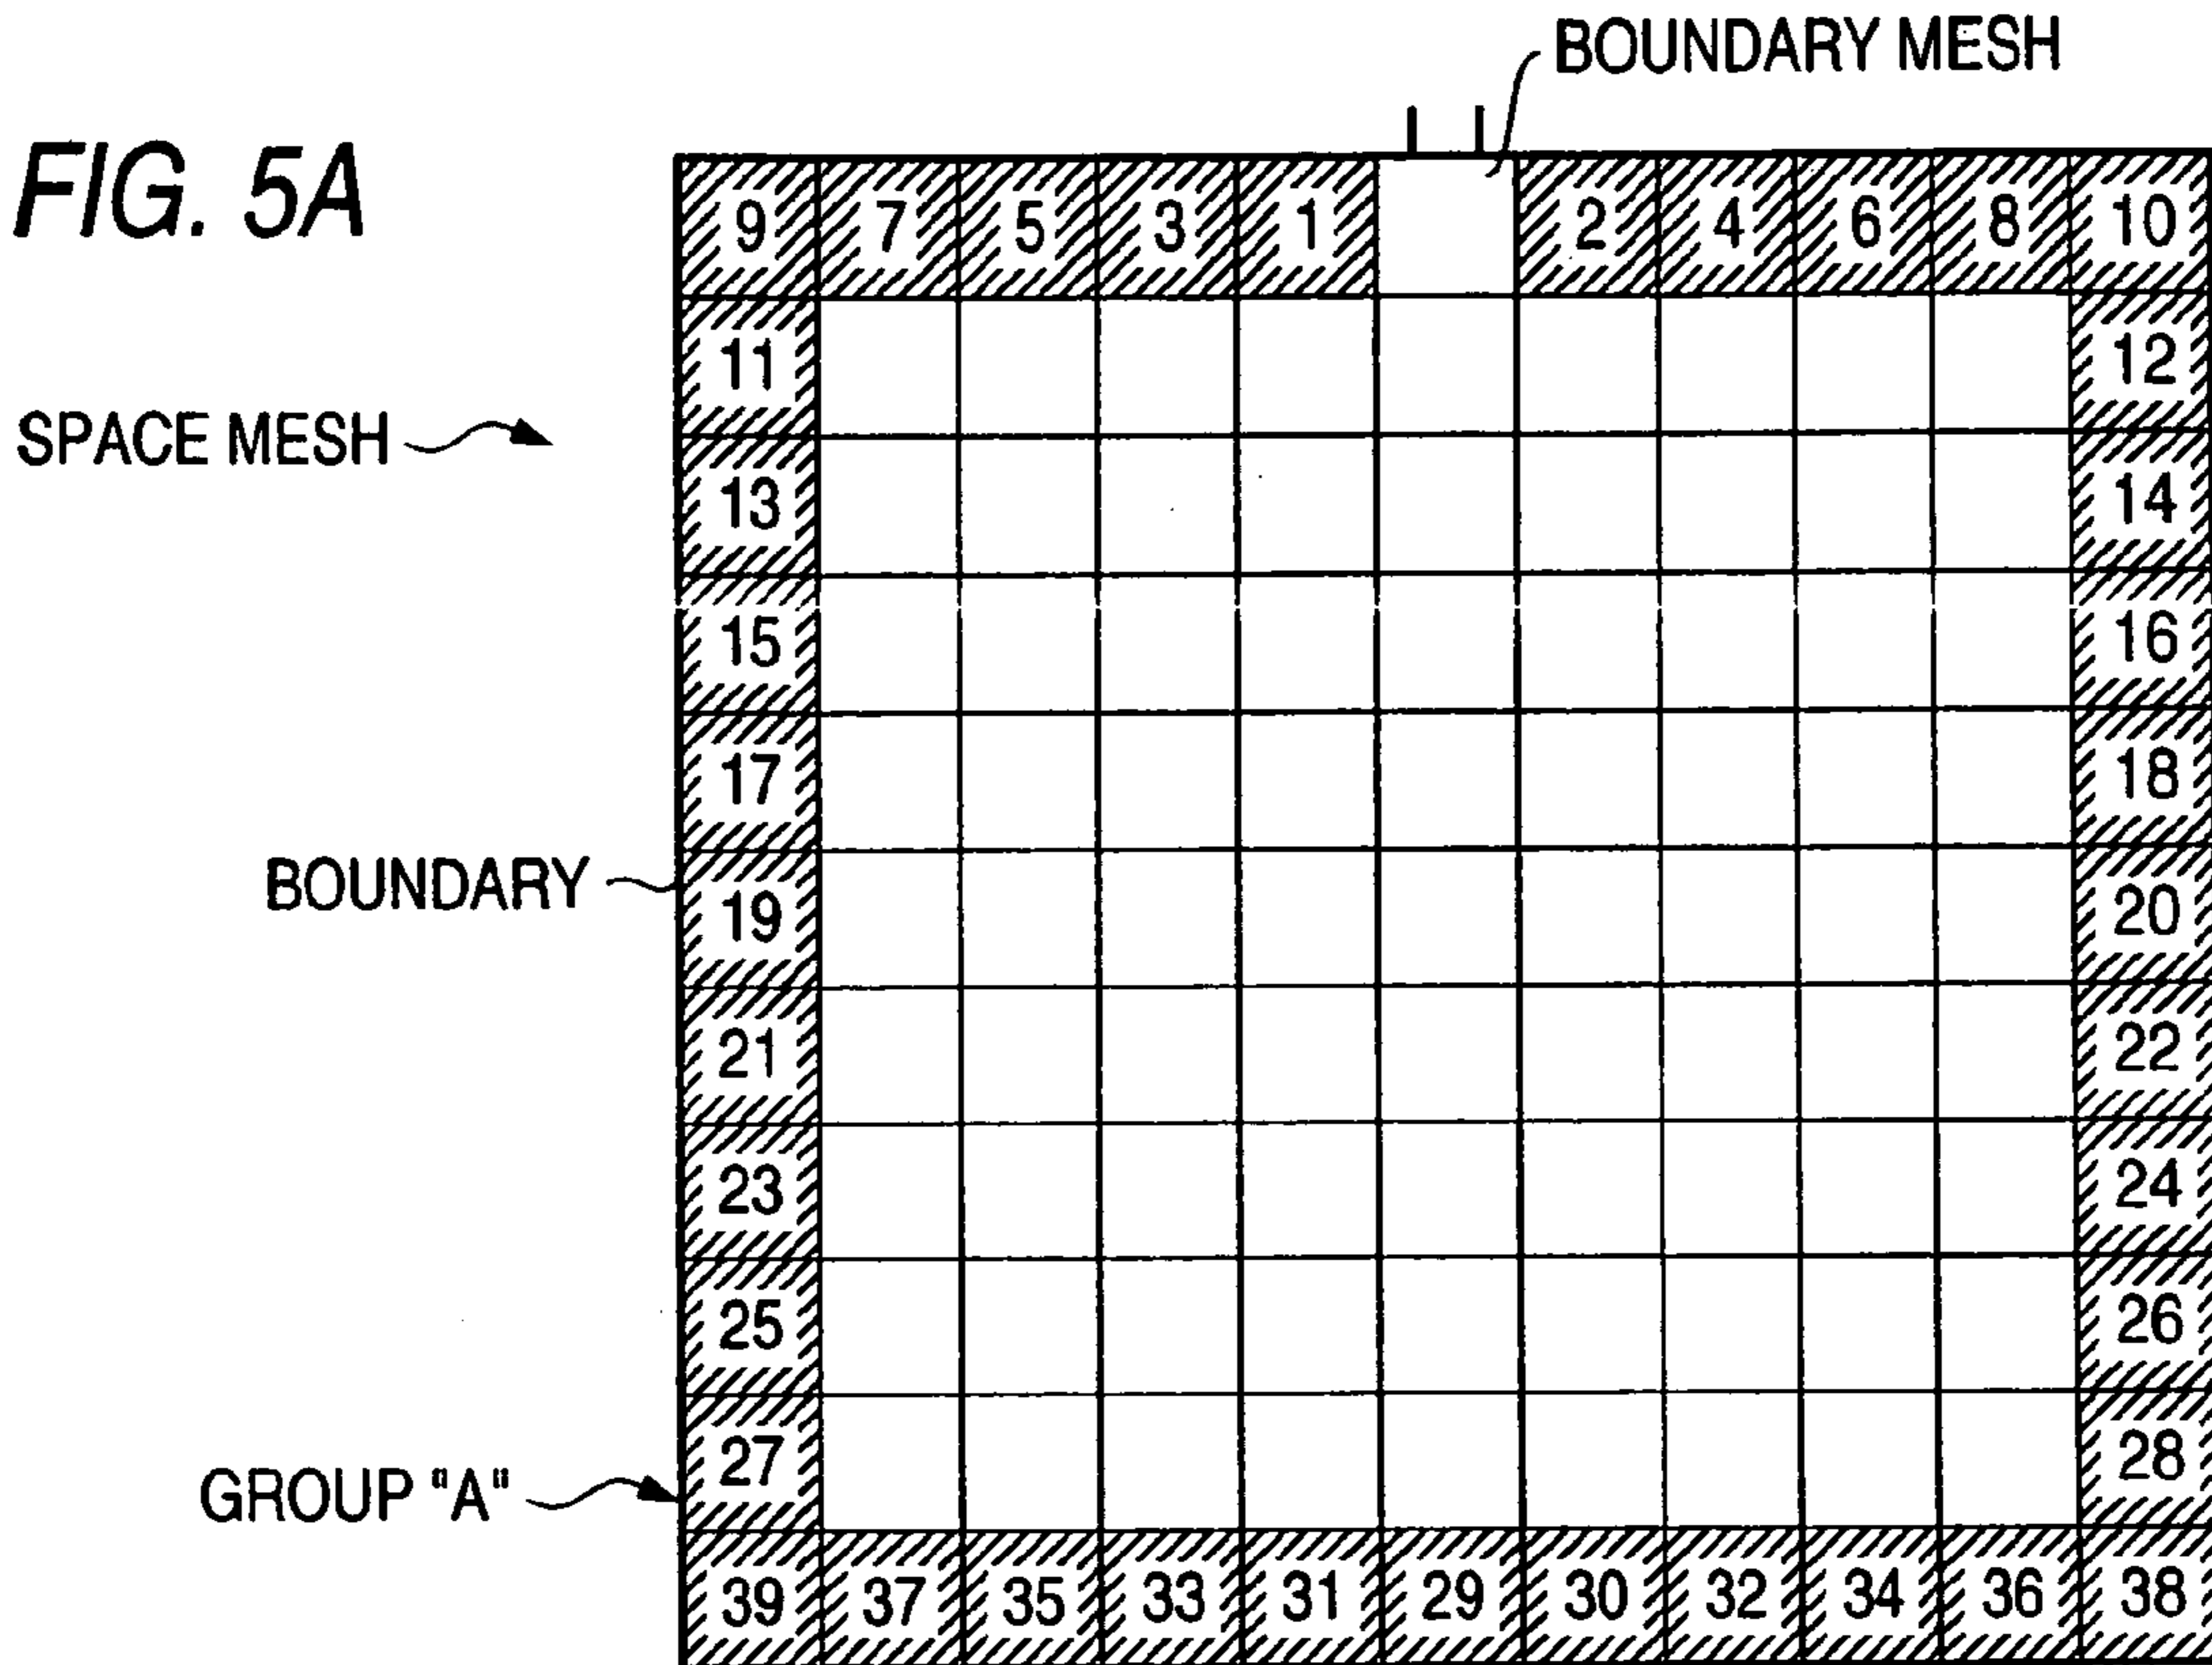 BOUNDARY MESH
FIG. 5A
9 7 5 3 1 2 4 6 8 10
11 12
SPACE MESH
13 14
15 16
17 18
BOUNDARY
19 20
21 22
23 24
25 26
27 28
GROUP "A"
39 37 35 33 31 29 30 32 34 36 38